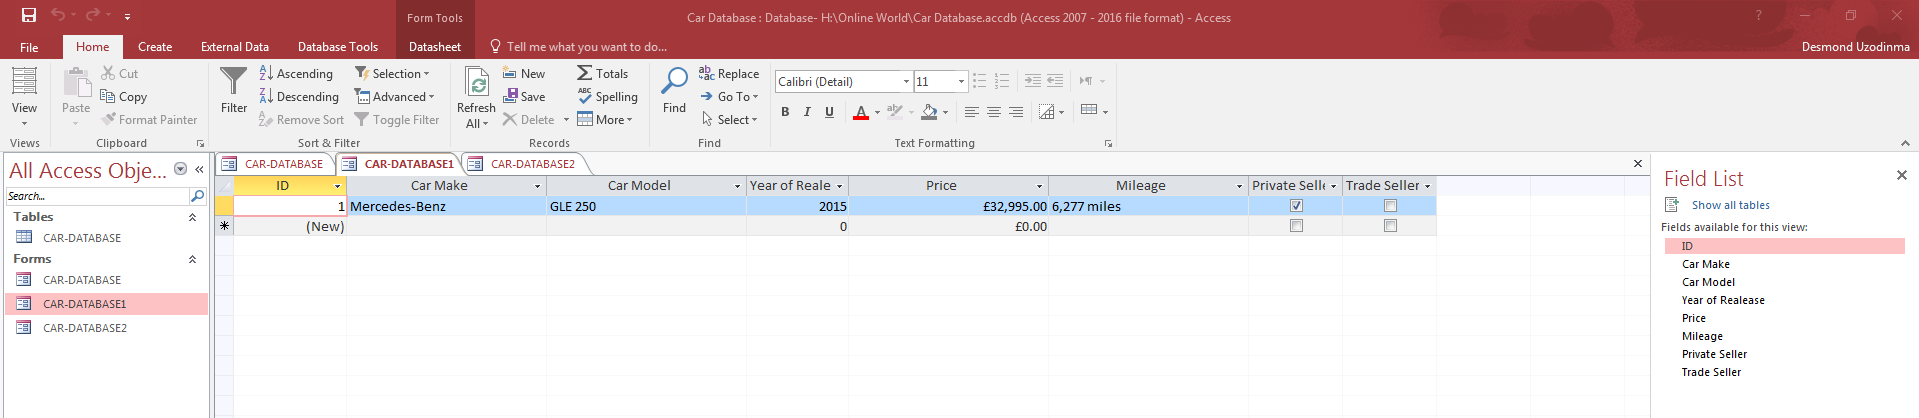 Form Tools
Car Database : Database- H:\Online World\Car Database.accdb (Access 2007 - 2016 file format) - Access
?
File Home Create External Data Database Tools Datasheet Tell me what you want to do... Desmond Uzodinma
View
Views
Paste
Cut
Copy
Format Painter
Clipboard
Filter
Ascending
Descending
Remove Sort
Selection
Advanced
Toggle Filter
Sort & Filter
Refresh
All
New
Save
Delete
Totals
Spelling
More
Records
Find
Replace
Go To
Select
Find
Calibri (Detail) 11
B I U A
Text Formatting
All Access Obje...
Search...
Tables
CAR-DATABASE
Forms
CAR-DATABASE
CAR-DATABASE1
CAR-DATABASE2
CAR-DATABASE CAR-DATABASE1 CAR-DATABASE2
ID Car Make Car Model Year of Reale Price Mileage Private Selle Trade Seller
1 Mercedes-Benz GLE 250 2015 £32,995.00 6,277 miles
(New) 0 £0.00
Field List
Show all tables
Fields available for this view:
ID
Car Make
Car Model
Year of Realease
Price
Mileage
Private Seller
Trade Seller